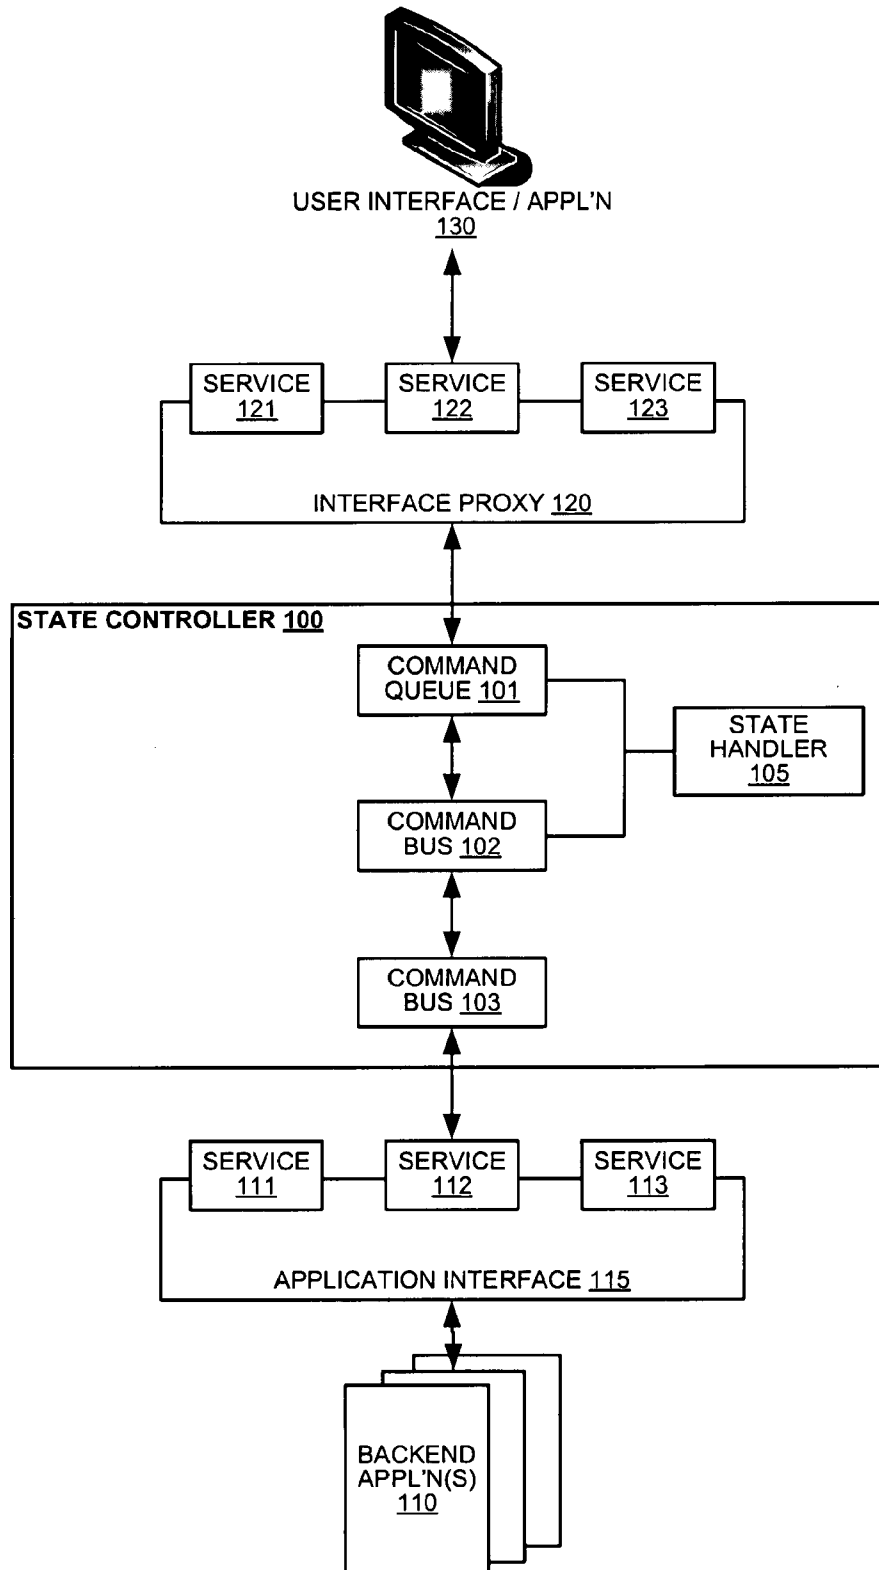 USER INTERFACE / APPL'N
130
SERVICE
121
SERVICE
122
SERVICE
123
INTERFACE PROXY 120
STATE CONTROLLER 100
COMMAND
QUEUE 101
STATE
HANDLER
105
COMMAND
BUS 102
COMMAND
BUS 103
SERVICE
111
SERVICE
112
SERVICE
113
APPLICATION INTERFACE 115
BACKEND
APPL'N(S)
110